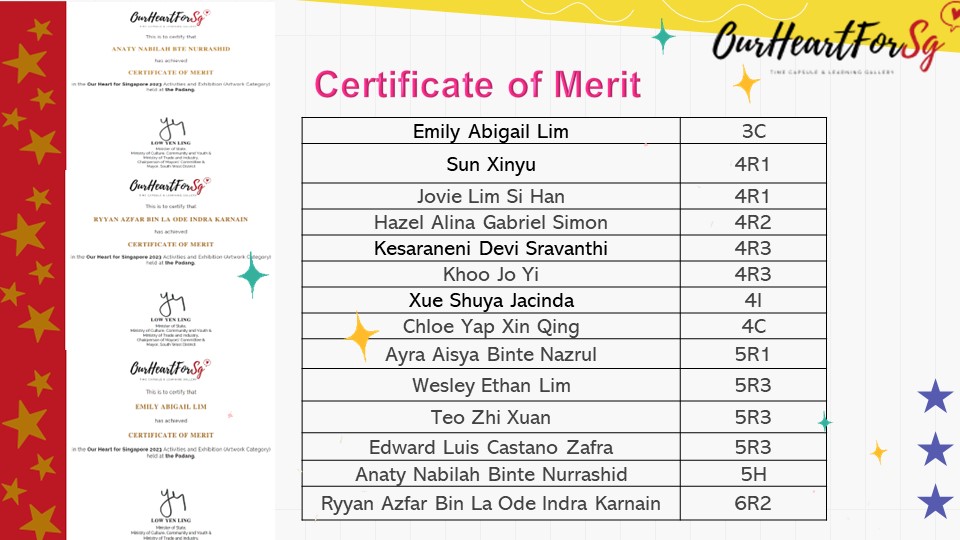 OurHeartForSg
This is to certify that
ANATY NABILAH BTE NURRASHID
has achieved
CERTIFICATE OF MERIT
in the Our Heart for Singapore 2023 Activities and Exhibition (Artwork Category)
held at the Padang.
LOW YEN LING
Minister of State,
Ministry of Culture, Community and Youth &
Ministry of Trade and Industry,
Chairperson of Mayors' Committee &
Mayor, South West District
OurHeartForSg
This is to certify that
RYYAN AZFAR BIN LA ODE INDRA KARNAIN
has achieved
CERTIFICATE OF MERIT
in the Our Heart for Singapore 2023 Activities and Exhibition (Artwork Category)
held at the Padang.
LOW YEN LING
Minister of State,
Ministry of Culture, Community and Youth &
Ministry of Trade and Industry,
Chairperson of Mayors' Committee &
Mayor, South West District
OurHeartForSg
This is to certify that
EMILY ABIGAIL LIM
has achieved
CERTIFICATE OF MERIT
in the Our Heart for Singapore 2023 Activities and Exhibition (Artwork Category)
held at the Padang.
LOW YEN LING
Minister of State,
Ministry of Culture, Community and Youth &
Ministry of Trade and Industry,
OurHeartForSg
TIME CAPSULE & LEARNING GALLERY
Certificate of Merit
Emily Abigail Lim 3C
Sun Xinyu 4R1
Jovie Lim Si Han 4R1
Hazel Alina Gabriel Simon 4R2
Kesaraneni Devi Sravanthi 4R3
Khoo Jo Yi 4R3
Xue Shuya Jacinda 4I
Chloe Yap Xin Qing 4C
Ayra Aisya Binte Nazrul 5R1
Wesley Ethan Lim 5R3
Teo Zhi Xuan 5R3
Edward Luis Castano Zafra 5R3
Anaty Nabilah Binte Nurrashid 5H
Ryyan Azfar Bin La Ode Indra Karnain 6R2